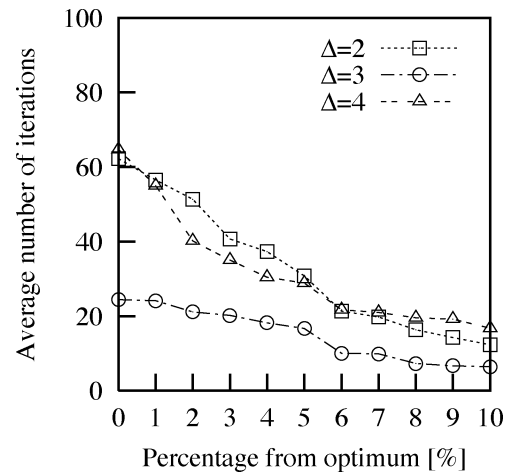 100
80
60
40
20
0
Average number of iterations
Δ=2
Δ=3
Δ=4
0 1 2 3 4 5 6 7 8 9 10
Percentage from optimum [%]